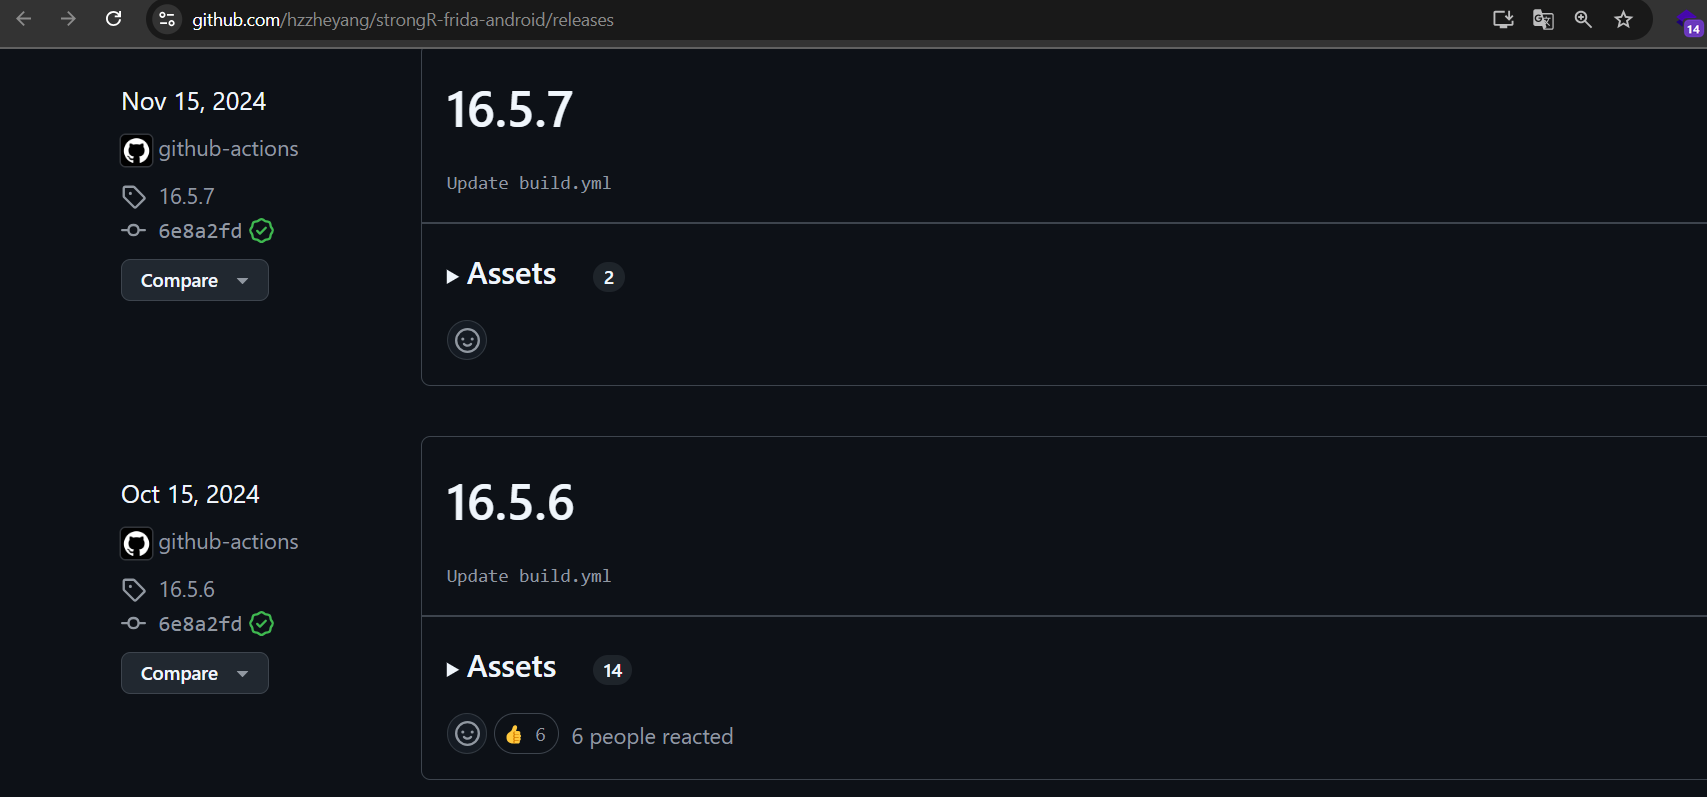 github.com/hzzheyang/strongR-frida-android/releases
14
Nov 15, 2024
github-actions
16.5.7
6e8a2fd
Compare
16.5.7
Update build.yml
Assets 2
Oct 15, 2024
github-actions
16.5.6
6e8a2fd
Compare
16.5.6
Update build.yml
Assets 14
👍 6 6 people reacted